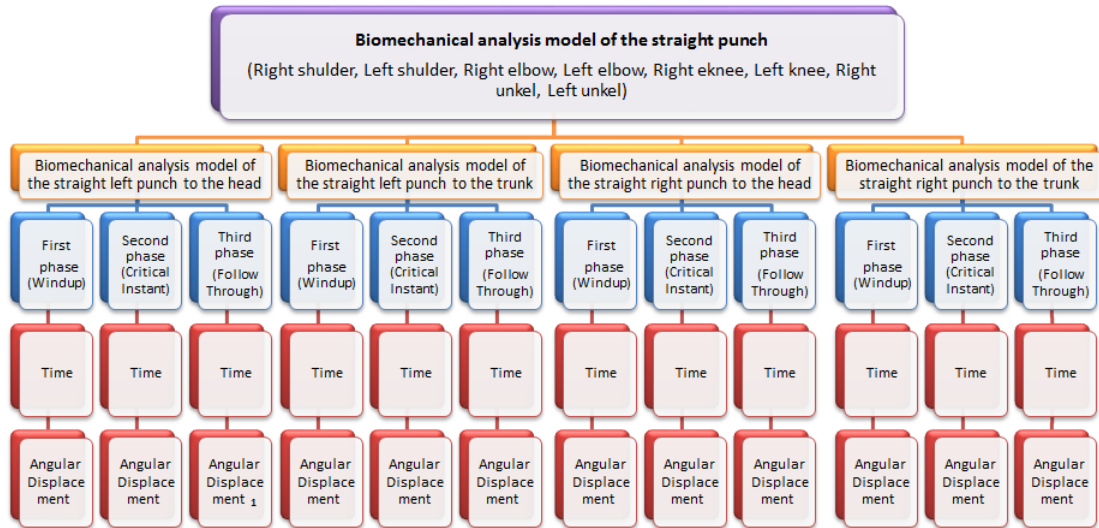 Biomechanical analysis model of the straight punch
(Right shulder, Left shulder, Right elbow, Left elbow, Right eknee, Left knee, Right
unkel, Left unkel)
Biomechanical analysis model of
the straight left punch to the head
Biomechanical analysis model of
the straight left punch to the trunk
Biomechanical analysis model of
the straight right punch to the head
Biomechanical analysis model of the
straight right punch to the trunk
First
phase
(Windup)
Second
phase
(Critical
Instant)
Third
phase
(Follow
Through)
First
phase
(Windup)
Second
phase
(Critical
Instant)
Third
phase
(Follow
Through)
First
phase
(Windup)
Second
phase
(Critical
Instant)
Third
phase
(Follow
Through)
First
phase
(Windup)
Second
phase
(Critical
Instant)
Third
phase
(Follow
Through)
Time
Time
Time
Time
Time
Time
Time
Time
Time
Time
Time
Time
Angular
Displace
ment
Angular
Displace
ment
Angular
Displace
ment 1
Angular
Displace
ment
Angular
Displace
ment
Angular
Displace
ment
Angular
Displace
ment
Angular
Displace
ment
Angular
Displace
ment
Angular
Displace
ment
Angular
Displace
ment
Angular
Displace
ment